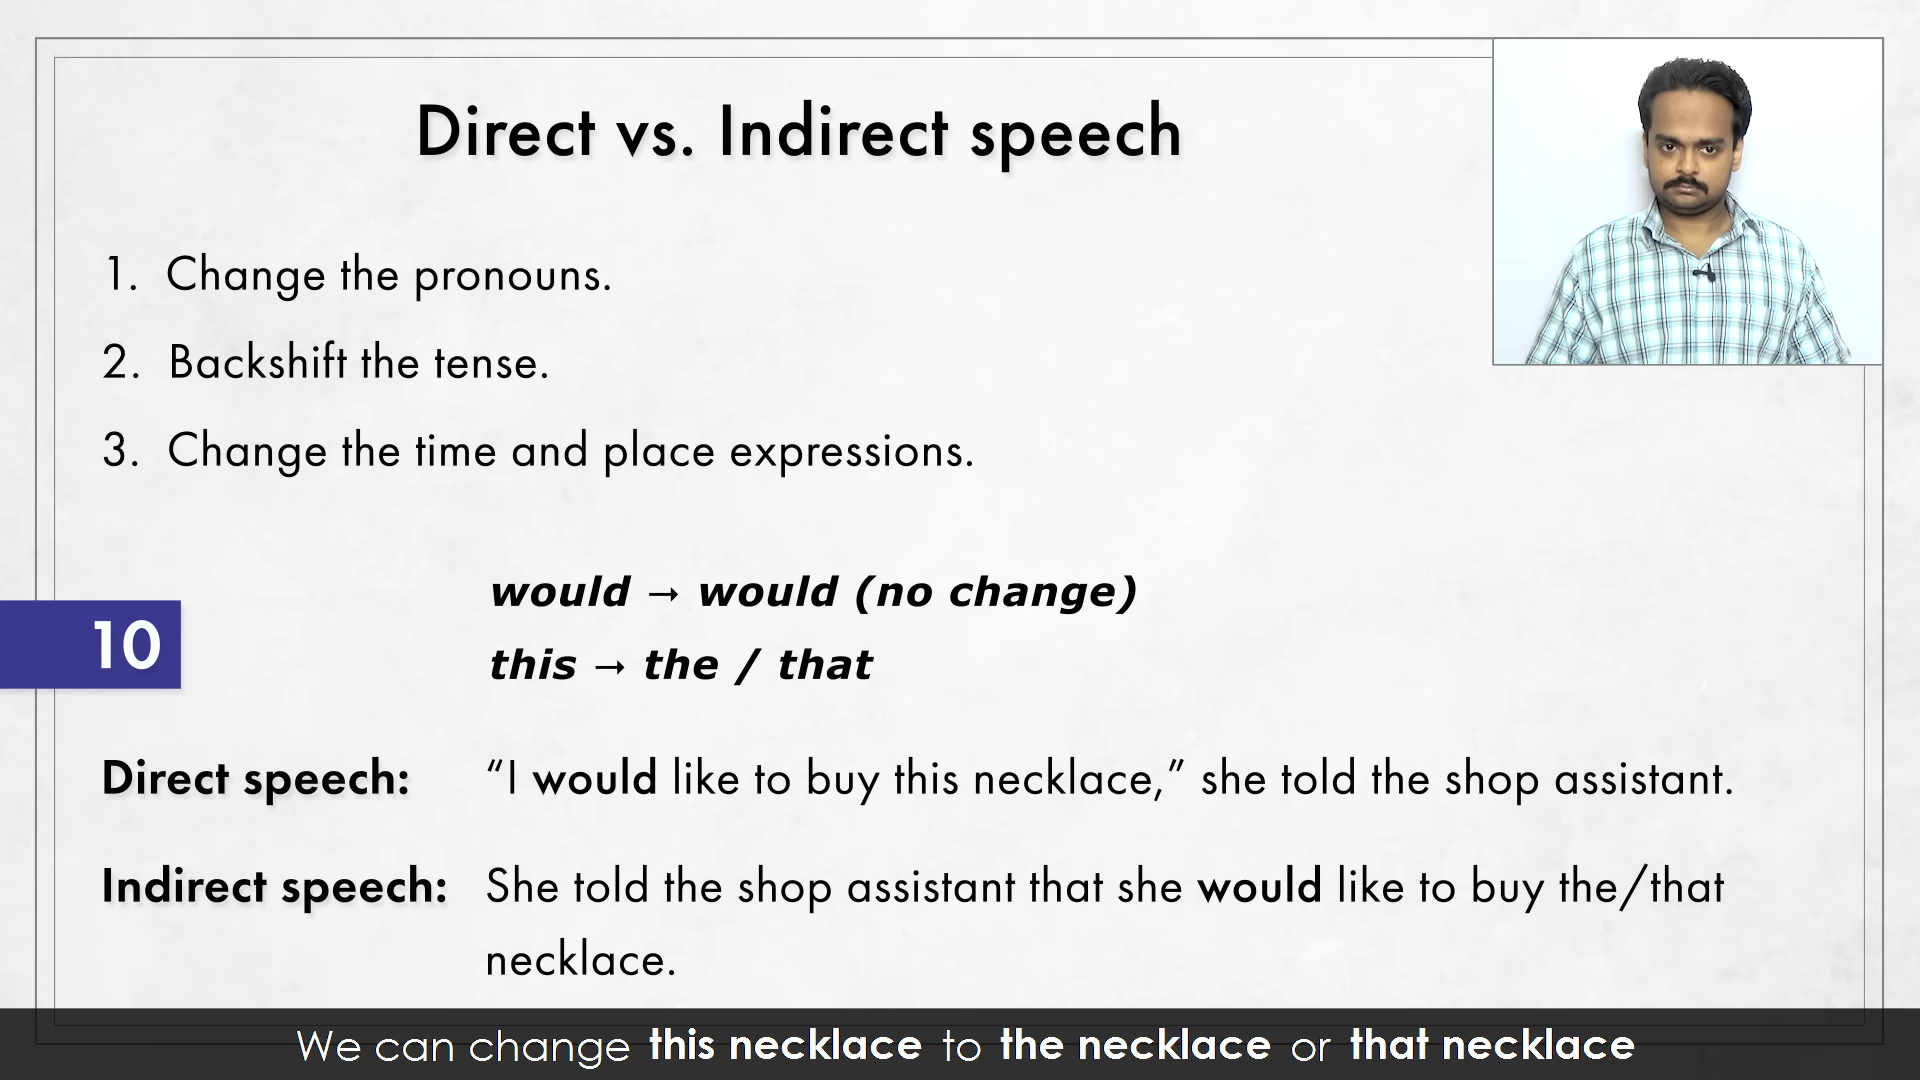 Direct vs. Indirect speech
1. Change the pronouns.
2. Backshift the tense.
3. Change the time and place expressions.
would → would (no change)
10
this → the / that
Direct speech: “I would like to buy this necklace,” she told the shop assistant.
Indirect speech: She told the shop assistant that she would like to buy the/that
necklace.
We can change this necklace to the necklace or that necklace